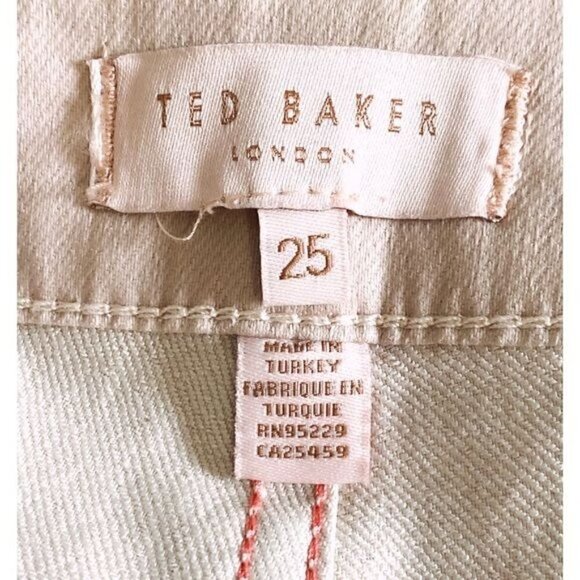 TED BAKER
LONDON
25
MADE IN
TURKEY
FABRIQUE EN
TURQUIE
RN95229
CA25459